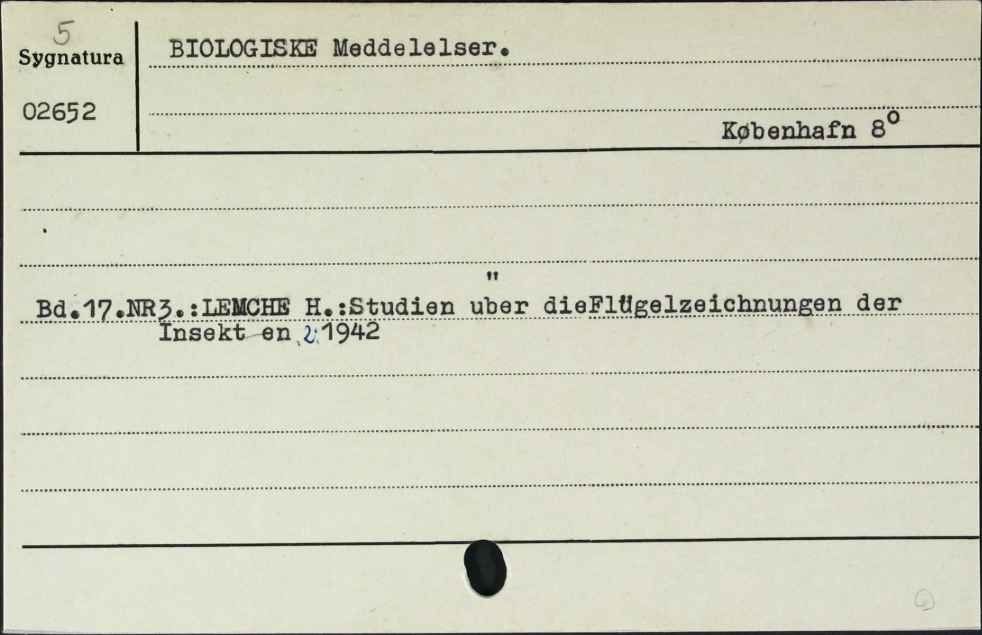 5
Sygnatura
02652
BIOLOGISKE Meddelelser.
Københafn 8°
"
Bd.17.NR3.:LEMCHE H.:Studien uber dieFlügelzeichnungen der
Insekt-en 2:1942